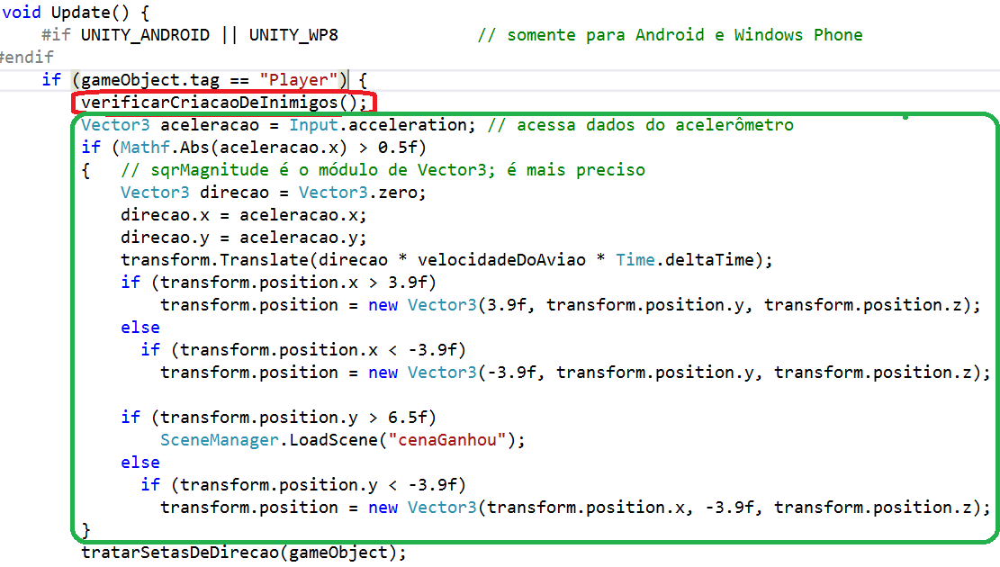 void Update() {
    #if UNITY_ANDROID || UNITY_WP8              // somente para Android e Windows Phone
#endif
    if (gameObject.tag == "Player") {
        verificarCriacaoDeInimigos();
        Vector3 aceleracao = Input.acceleration; // acessa dados do acelerômetro
        if (Mathf.Abs(aceleracao.x) > 0.5f)
        {   // sqrMagnitude é o módulo de Vector3; é mais preciso
            Vector3 direcao = Vector3.zero;
            direcao.x = aceleracao.x;
            direcao.y = aceleracao.y;
            transform.Translate(direcao * velocidadeDoAviao * Time.deltaTime);
            if (transform.position.x > 3.9f)
                transform.position = new Vector3(3.9f, transform.position.y, transform.position.z);
            else
              if (transform.position.x < -3.9f)
                transform.position = new Vector3(-3.9f, transform.position.y, transform.position.z);

            if (transform.position.y > 6.5f)
                SceneManager.LoadScene("cenaGanhou");
            else
              if (transform.position.y < -3.9f)
                transform.position = new Vector3(transform.position.x, -3.9f, transform.position.z);
        }
        tratarSetasDeDirecao(gameObject);